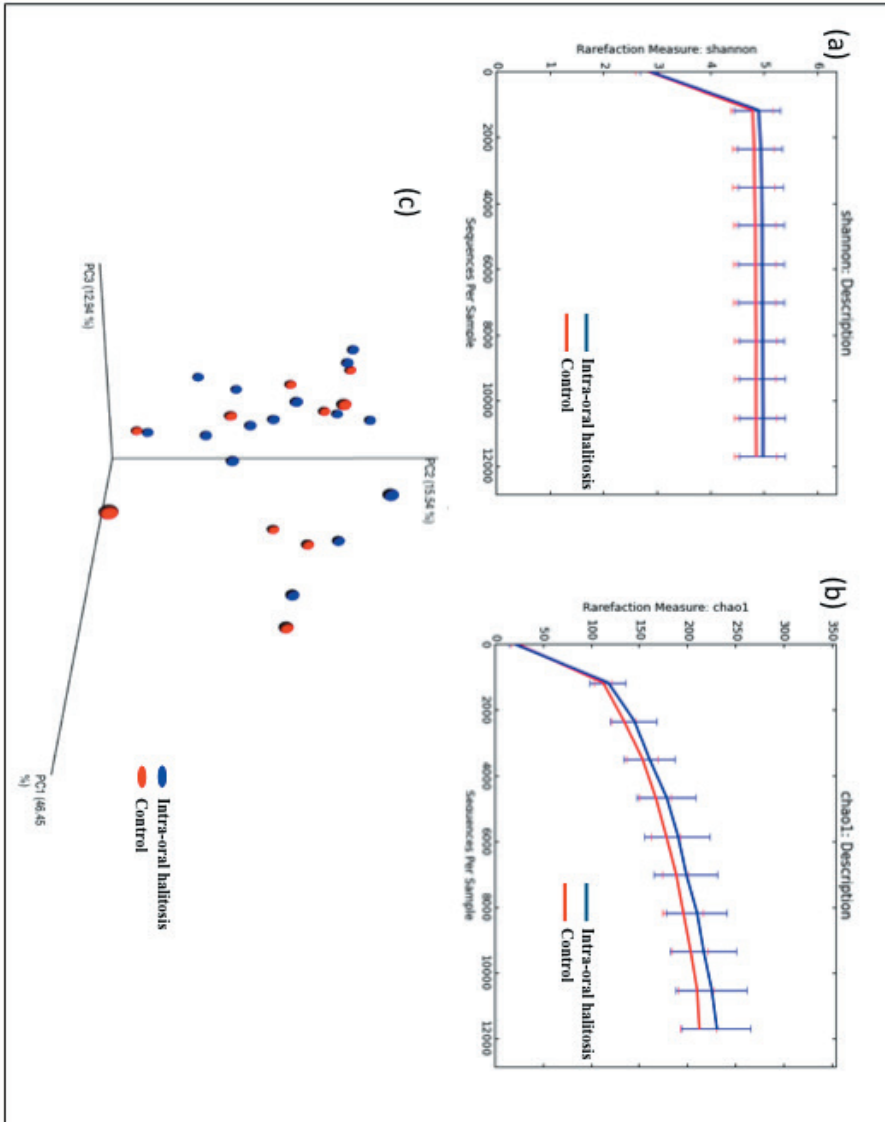 (a)
shannon: Description
Rarefaction Measure: shannon
6
5
4
3
2
1
0
0
2000
4000
6000
8000
10000
12000
Sequences Per Sample
Intra-oral halitosis
Control
(b)
chao1: Description
Rarefaction Measure: chao1
350
300
250
200
150
100
50
0
0
2000
4000
6000
8000
10000
12000
Sequences Per Sample
Intra-oral halitosis
Control
(c)
PC2 (15.54 %)
PC3 (12.94 %)
PC1 (46.45
%)
Intra-oral halitosis
Control